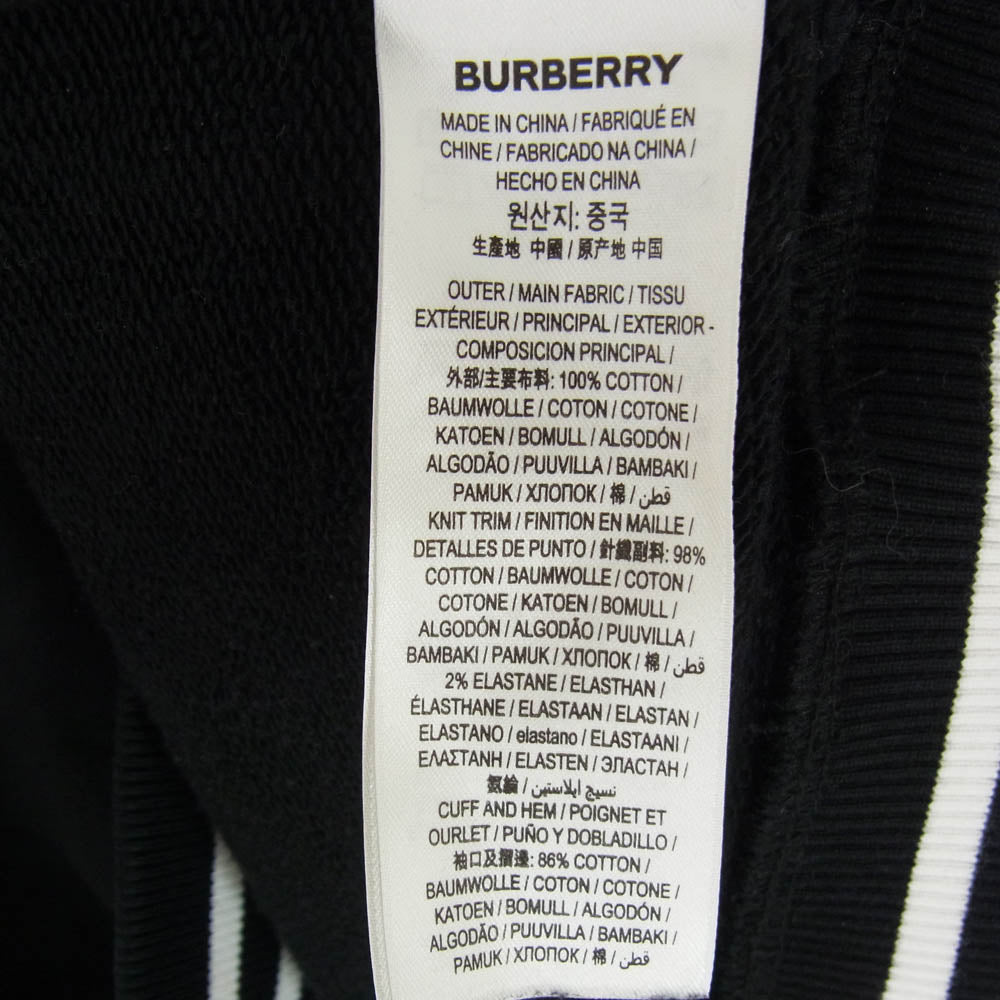 BURBERRY
MADE IN CHINA / FABRIQUÉ EN
CHINE / FABRICADO NA CHINA /
HECHO EN CHINA
원산지: 중국
生產地 中國 / 原产地 中国
OUTER / MAIN FABRIC / TISSU
EXTÉRIEUR / PRINCIPAL / EXTERIOR -
COMPOSICION PRINCIPAL /
外部/主要布料: 100% COTTON /
BAUMWOLLE / COTON / COTONE /
KATOEN / BOMULL / ALGODÓN /
ALGODÃO / PUUVILLA / BAMBAKI /
PAMUK / ХЛОПОК / 棉 / قطن
KNIT TRIM / FINITION EN MAILLE /
DETALLES DE PUNTO / 針織副料: 98%
COTTON / BAUMWOLLE / COTON /
COTONE / KATOEN / BOMULL /
ALGODÓN / ALGODÃO / PUUVILLA /
BAMBAKI / PAMUK / ХЛОПОК / 棉 / قطن
2% ELASTANE / ELASTHAN /
ÉLASTHANE / ELASTAAN / ELASTAN /
ELASTANO / elastano / ELASTAANI /
ΕΛΑΣΤΑΝΗ / ELASTEN / ЭЛАСТАН /
氨綸 / نسيج إيلاستين
CUFF AND HEM / POIGNET ET
OURLET / PUÑO Y DOBLADILLO /
袖口及摺邊: 86% COTTON /
BAUMWOLLE / COTON / COTONE /
KATOEN / BOMULL / ALGODÓN /
ALGODÃO / PUUVILLA / BAMBAKI /
PAMUK / ХЛОПОК / 棉 / قطن